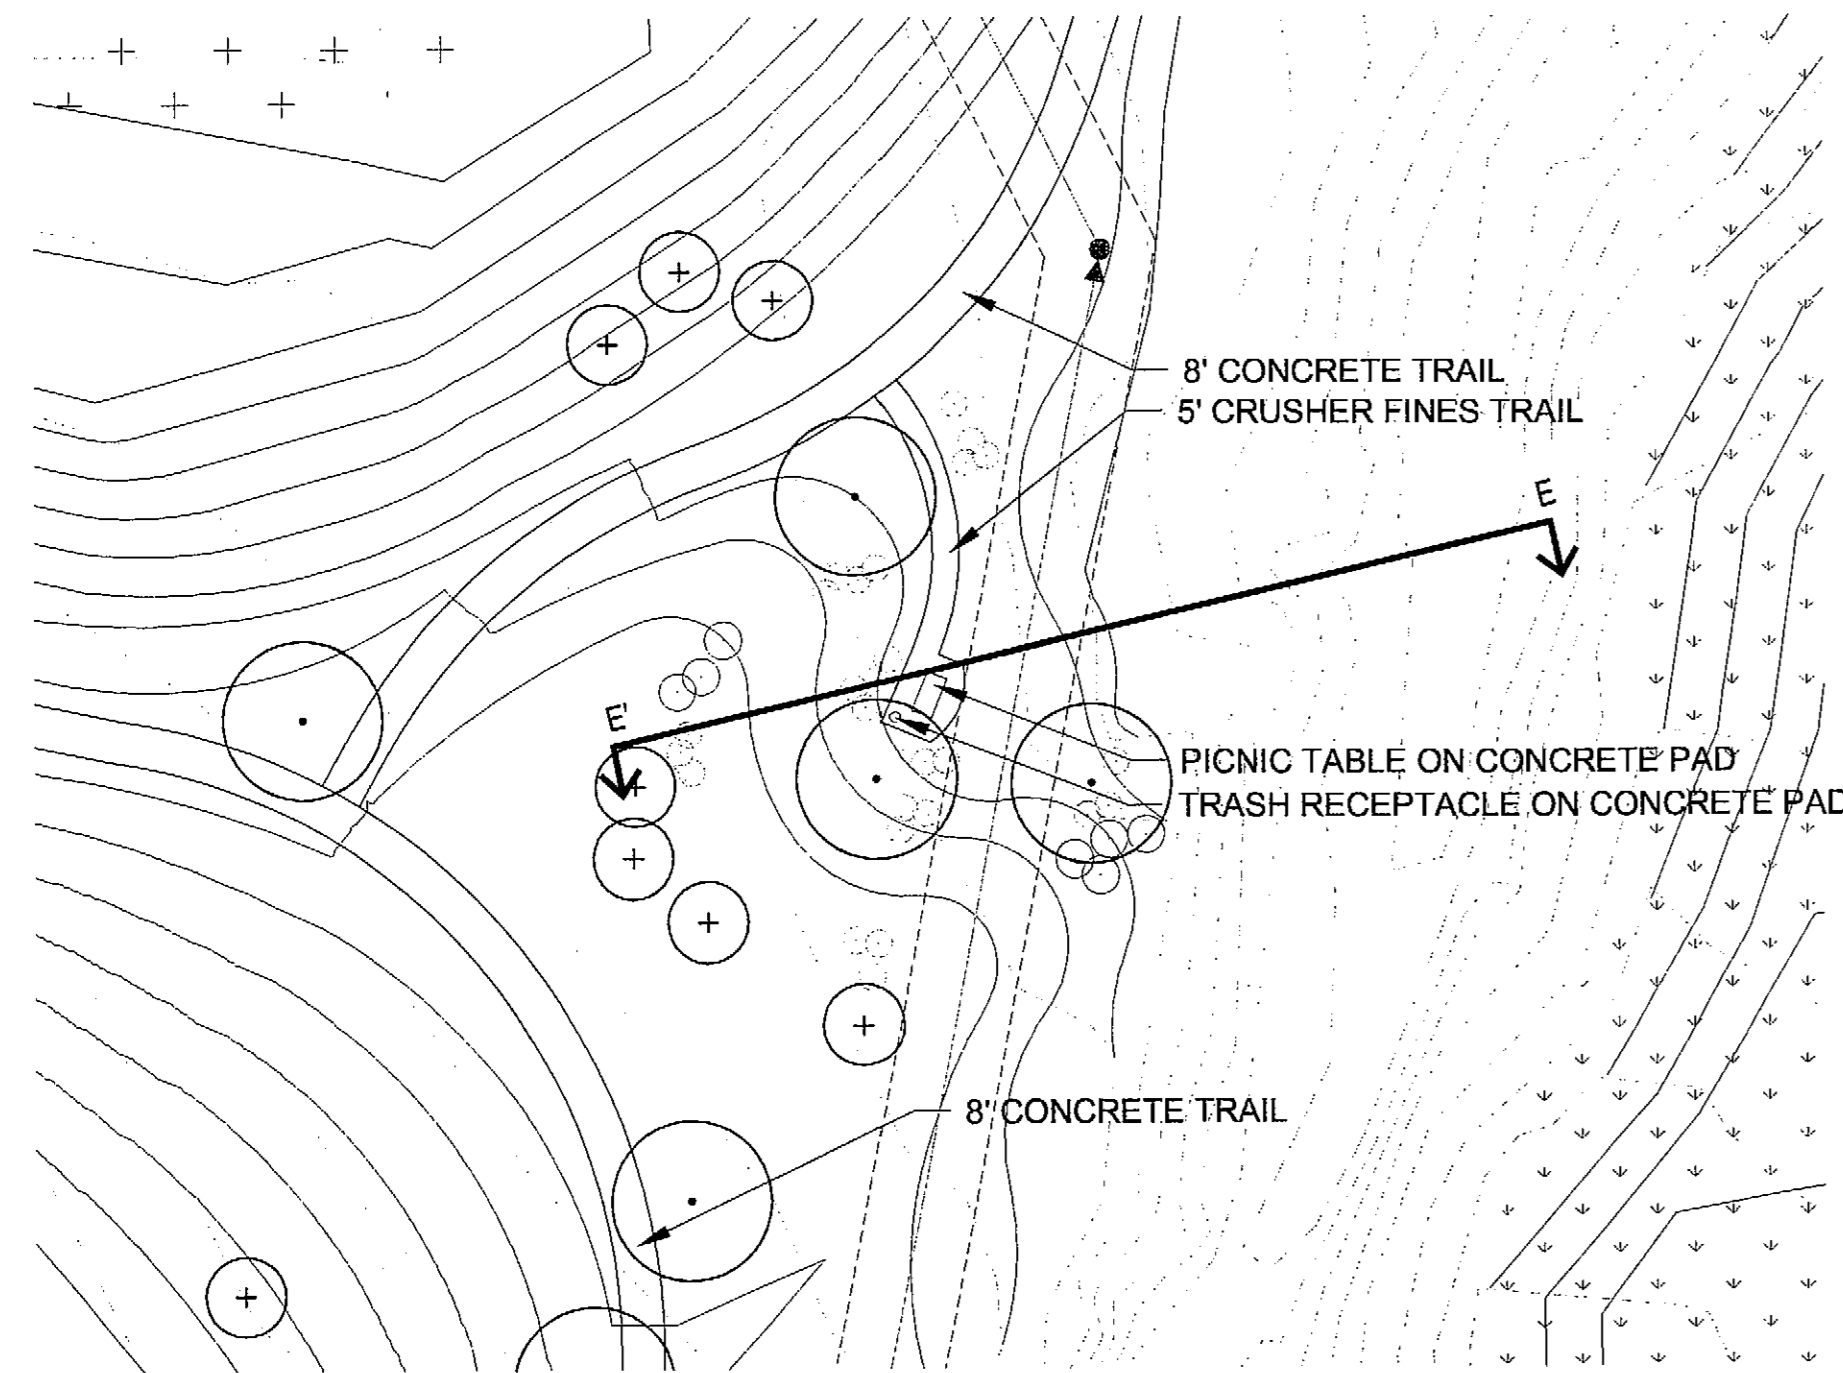 8' CONCRETE TRAIL
5' CRUSHER FINES TRAIL
E
E'
PICNIC TABLE ON CONCRETE PAD
TRASH RECEPTACLE ON CONCRETE PAD
8' CONCRETE TRAIL